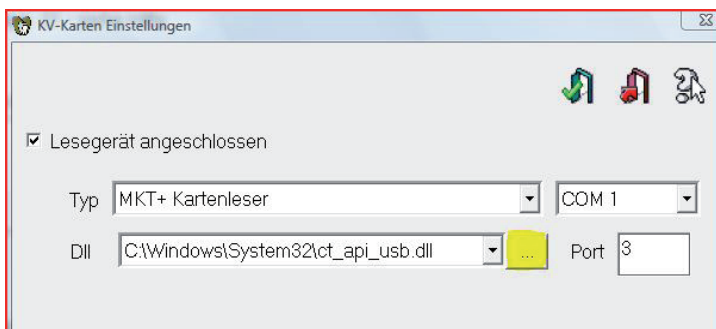 KV-Karten Einstellungen
Lesegerät angeschlossen
Typ MKT+ Kartenleser COM 1
Dll C:\Windows\System32\ct_api_usb.dll ... Port 3